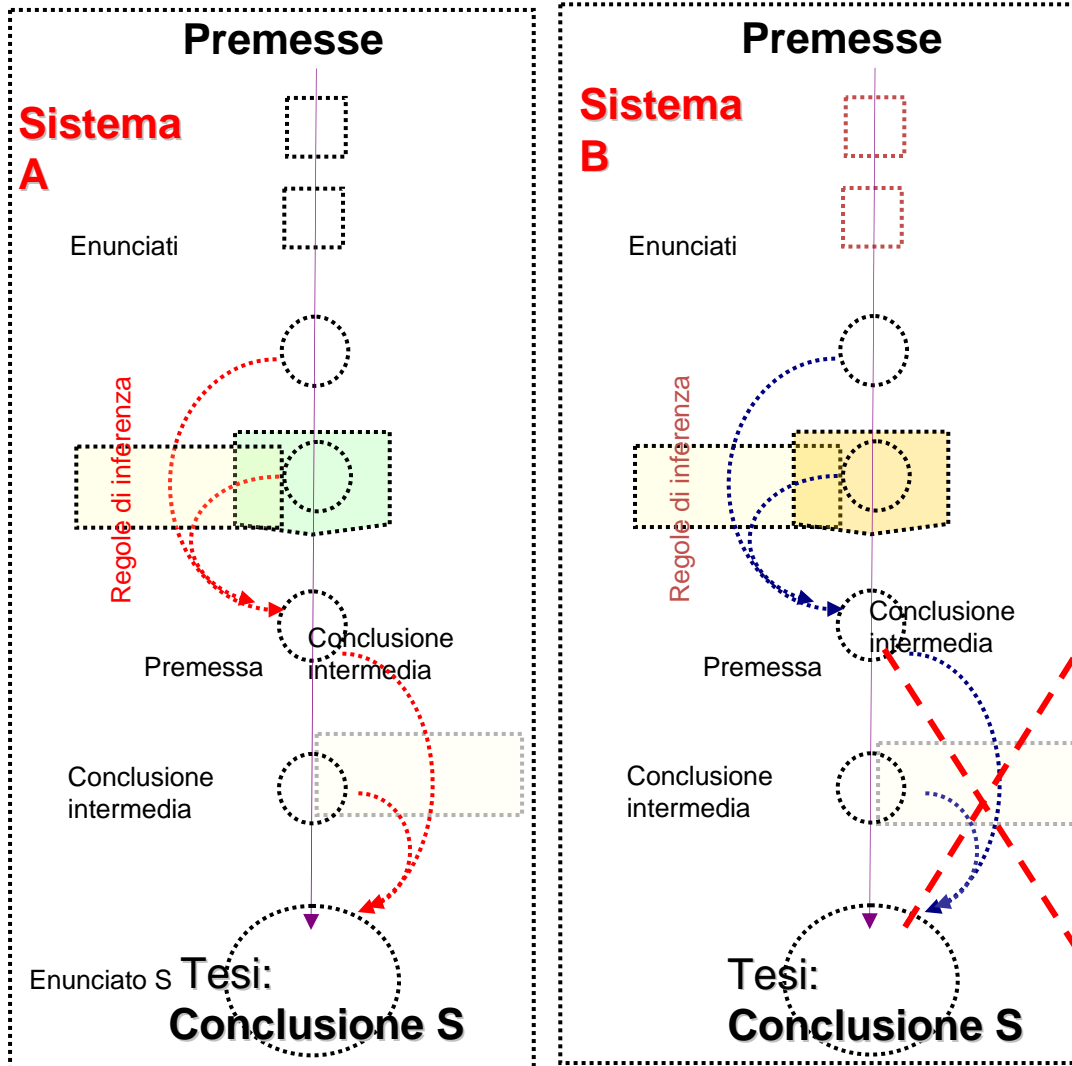 Premesse
Sistema
A
Enunciati
Regole di inferenza
Conclusione
intermedia
Premessa
Conclusione
intermedia
Enunciato S
Tesi:
Conclusione S
Premesse
Sistema
B
Enunciati
Regole di inferenza
Conclusione
intermedia
Premessa
Conclusione
intermedia
Tesi:
Conclusione S